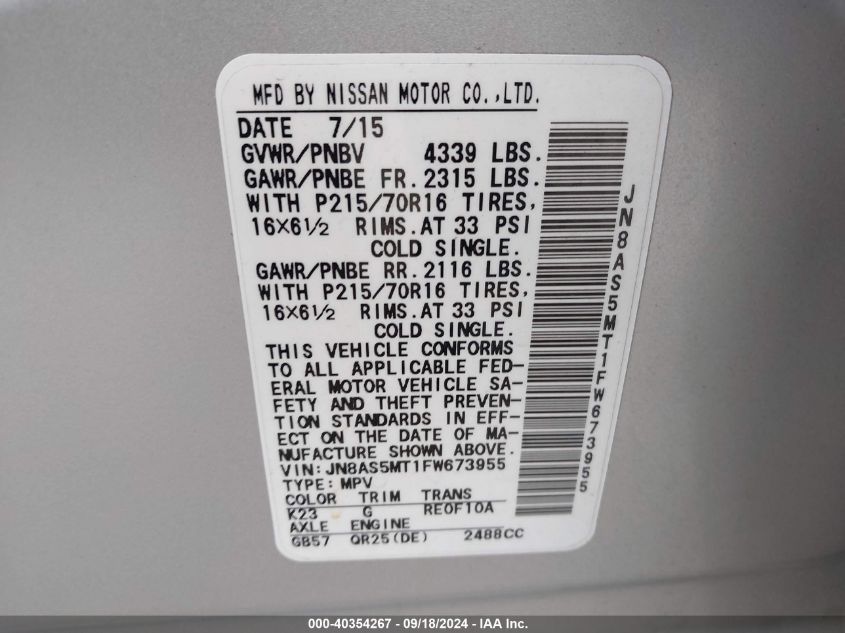 MFD BY NISSAN MOTOR CO.,LTD.
DATE 7/15
GVWR/PNBV 4339 LBS.
GAWR/PNBE FR. 2315 LBS.
WITH P215/70R16 TIRES,
16X6½ RIMS. AT 33 PSI
COLD SINGLE.
GAWR/PNBE RR. 2116 LBS.
WITH P215/70R16 TIRES,
16X6½ RIMS. AT 33 PSI
COLD SINGLE.
THIS VEHICLE CONFORMS
TO ALL APPLICABLE FED-
ERAL MOTOR VEHICLE SA-
FETY AND THEFT PREVEN-
TION STANDARDS IN EFF-
ECT ON THE DATE OF MA-
NUFACTURE SHOWN ABOVE.
VIN: JN8AS5MT1FW673955
TYPE: MPV
COLOR TRIM TRANS
K23 G RE0F10A
AXLE ENGINE
GB57 QR25(DE) 2488CC
JN8AS5MT1FW673955
000-40354267 - 09/18/2024 - IAA Inc.